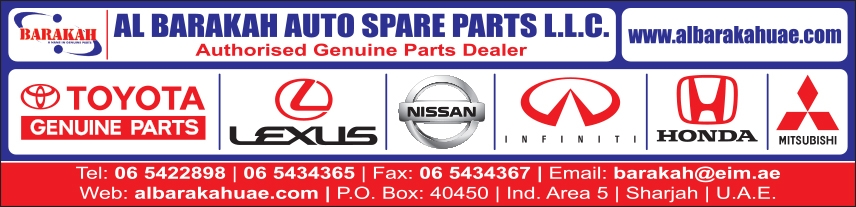 BARAKAH
AL BARAKAH AUTO SPARE PARTS L.L.C.
Authorised Genuine Parts Dealer
www.albarakahuae.com
TOYOTA
GENUINE PARTS
LEXUS
NISSAN
INFINITI
HONDA
MITSUBISHI
Tel: 06 5422898 | 06 5434365 | Fax: 06 5434367 | Email: barakah@eim.ae
Web: albarakahuae.com | P.O. Box: 40450 | Ind. Area 5 | Sharjah | U.A.E.